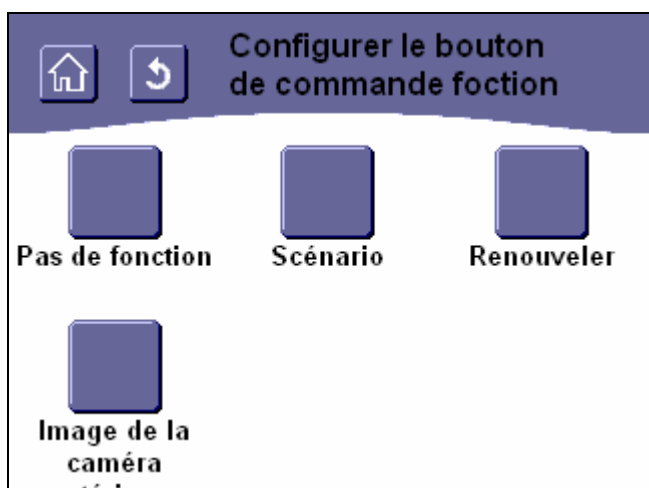 Configurer le bouton
de commande foction
Pas de fonction
Scénario
Renouveler
Image de la
caméra